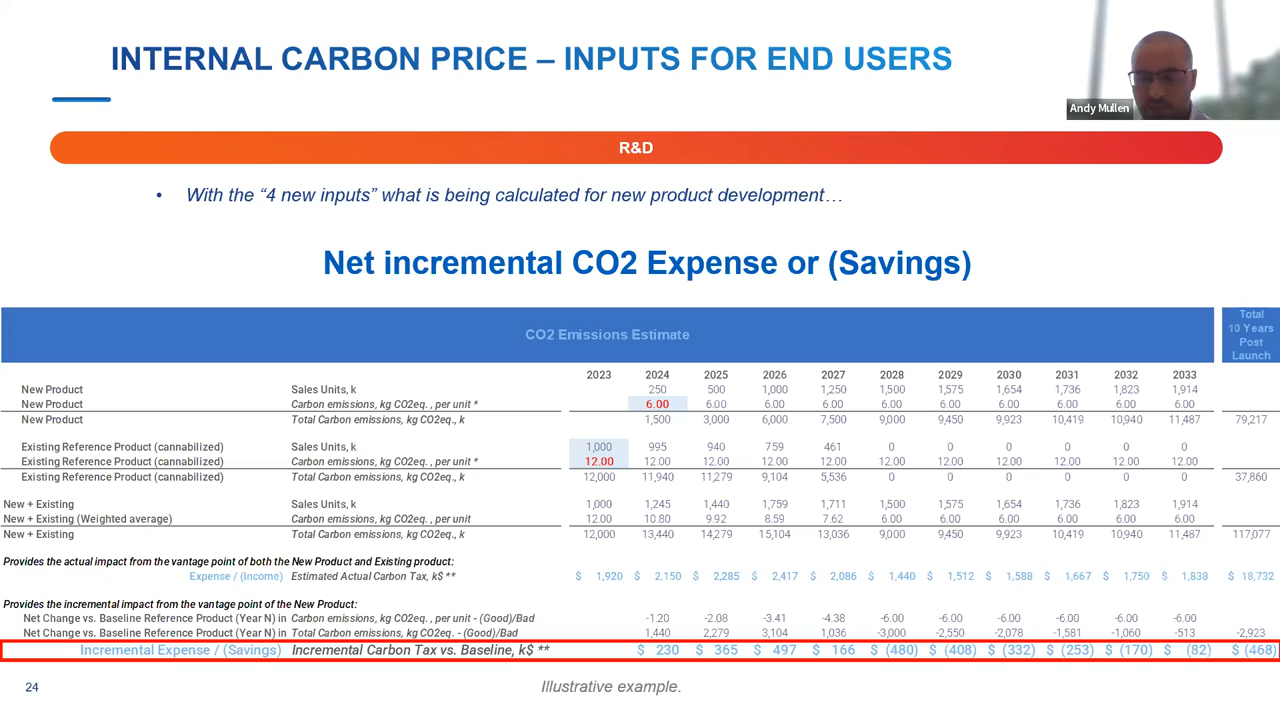 INTERNAL CARBON PRICE – INPUTS FOR END USERS
Andy Mullen
R&D
• With the “4 new inputs” what is being calculated for new product development…
Net incremental CO2 Expense or (Savings)
CO2 Emissions Estimate
Total
10 Years
Post
Launch
2023 2024 2025 2026 2027 2028 2029 2030 2031 2032 2033
New Product Sales Units, k 250 500 1,000 1,250 1,500 1,575 1,654 1,736 1,823 1,914
New Product Carbon emissions, kg CO2eq. , per unit * 6.00 6.00 6.00 6.00 6.00 6.00 6.00 6.00 6.00 6.00
New Product Total Carbon emissions, kg CO2eq., k 1,500 3,000 6,000 7,500 9,000 9,450 9,923 10,419 10,940 11,487 79,217
Existing Reference Product (cannabilized) Sales Units, k 1,000 995 940 759 461 0 0 0 0 0 0
Existing Reference Product (cannabilized) Carbon emissions, kg CO2eq. , per unit * 12.00 12.00 12.00 12.00 12.00 12.00 12.00 12.00 12.00 12.00 12.00
Existing Reference Product (cannabilized) Total Carbon emissions, kg CO2eq., k 12,000 11,940 11,279 9,104 5,536 0 0 0 0 0 0 37,860
New + Existing Sales Units, k 1,000 1,245 1,440 1,759 1,711 1,500 1,575 1,654 1,736 1,823 1,914
New + Existing (Weighted average) Carbon emissions, kg CO2eq. , per unit 12.00 10.80 9.92 8.59 7.62 6.00 6.00 6.00 6.00 6.00 6.00
New + Existing Total Carbon emissions, kg CO2eq., k 12,000 13,440 14,279 15,104 13,036 9,000 9,450 9,923 10,419 10,940 11,487 117,077
Provides the actual impact from the vantage point of both the New Product and Existing product:
Expense / (Income) Estimated Actual Carbon Tax, k$ ** $ 1,920 $ 2,150 $ 2,285 $ 2,417 $ 2,086 $ 1,440 $ 1,512 $ 1,588 $ 1,667 $ 1,750 $ 1,838 $ 18,732
Provides the incremental impact from the vantage point of the New Product:
Net Change vs. Baseline Reference Product (Year N) in Carbon emissions, kg CO2eq., per unit - (Good)/Bad -1.20 -2.08 -3.41 -4.38 -6.00 -6.00 -6.00 -6.00 -6.00 -6.00
Net Change vs. Baseline Reference Product (Year N) in Total Carbon emissions, kg CO2eq. - (Good)/Bad 1,440 2,279 3,104 1,036 -3,000 -2,550 -2,078 -1,581 -1,060 -513 -2,923
Incremental Expense / (Savings) Incremental Carbon Tax vs. Baseline, k$ ** $ 230 $ 365 $ 497 $ 166 $ (480) $ (408) $ (332) $ (253) $ (170) $ (82) $ (468)
24
Illustrative example.